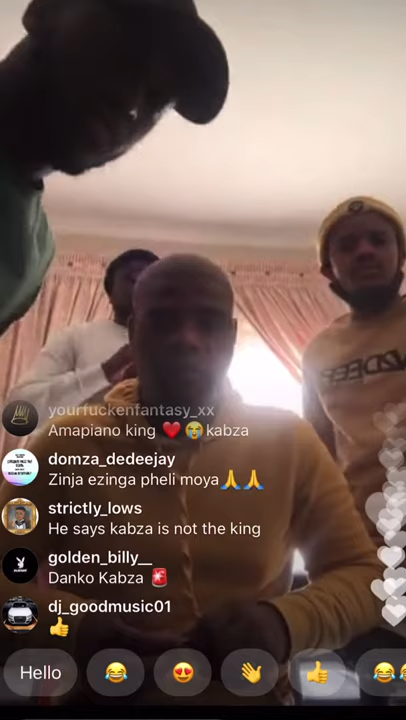 yourfuckenfantasy_xx
Amapiano king ❤️😭kabza
domza_dedeejay
Zinja ezinga pheli moya🙏🙏
strictly_lows
He says kabza is not the king
golden_billy__
Danko Kabza 🚨
dj_goodmusic01
👍
Hello 😂 😍 👋 👍 😂